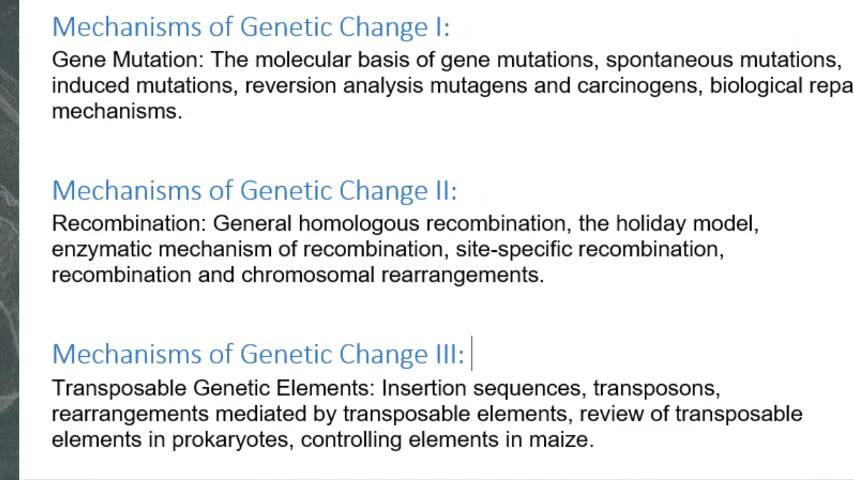 Mechanisms of Genetic Change I:
Gene Mutation: The molecular basis of gene mutations, spontaneous mutations,
induced mutations, reversion analysis mutagens and carcinogens, biological repa
mechanisms.
Mechanisms of Genetic Change II:
Recombination: General homologous recombination, the holiday model,
enzymatic mechanism of recombination, site-specific recombination,
recombination and chromosomal rearrangements.
Mechanisms of Genetic Change III:
Transposable Genetic Elements: Insertion sequences, transposons,
rearrangements mediated by transposable elements, review of transposable
elements in prokaryotes, controlling elements in maize.